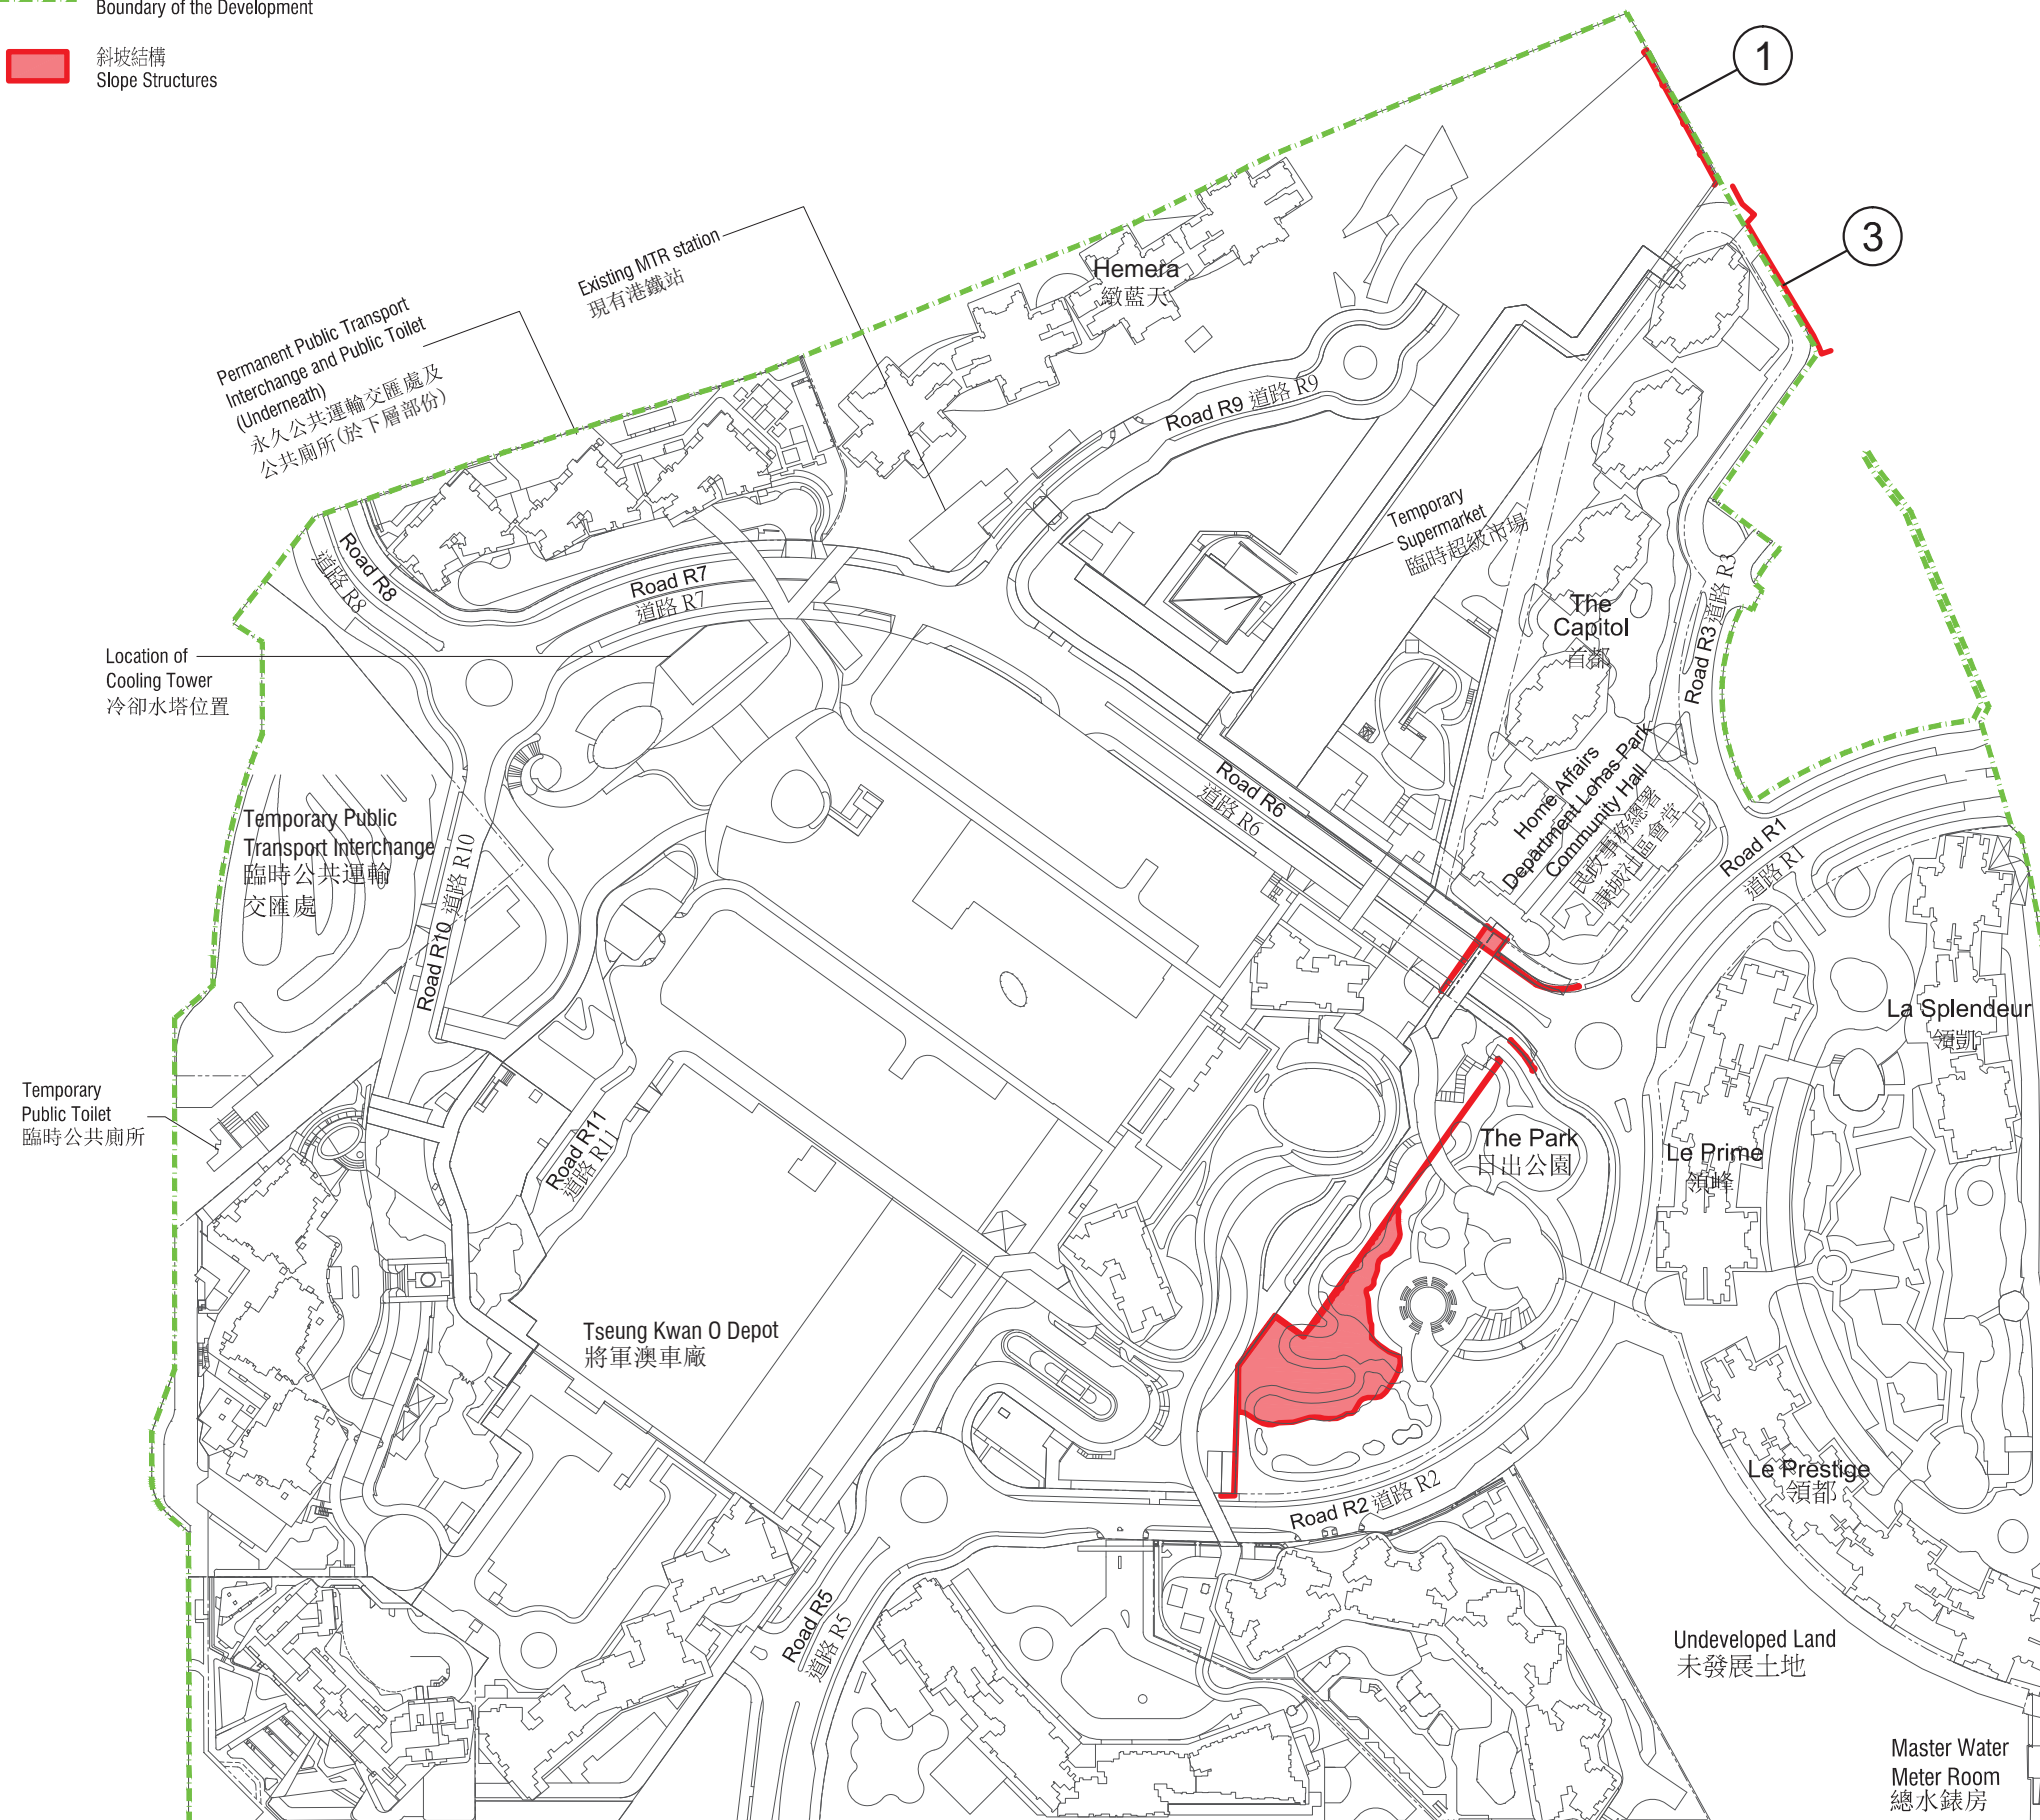 Boundary of the Development
斜坡結構
Slope Structures
1
3
Existing MTR station
現有港鐵站
Hemera
緻藍天
Permanent Public Transport
Interchange and Public Toilet
(Underneath)
永久公共運輸交匯處及
公共廁所(於下層部份)
Road R9 道路 R9
Temporary
Supermarket
臨時超級市場
Road R8
道路 R8
Road R7
道路 R7
The
Capitol
首都
Road R3 道路 R3
Location of
Cooling Tower
冷卻水塔位置
Home Affairs
Department Lohas Park
Community Hall
民政事務總署
康城社區會堂
Road R6
道路 R6
Temporary Public
Transport Interchange
臨時公共運輸
交匯處
Road R10 道路 R10
Road R1
道路 R1
La Splendeur
領凱
Temporary
Public Toilet
臨時公共廁所
Road R11
道路 R11
The Park
日出公園
Le Prime
領峰
Tseung Kwan O Depot
將軍澳車廠
Le Prestige
領都
Road R2 道路 R2
Road R5
道路 R5
Undeveloped Land
未發展土地
Master Water
Meter Room
總水錶房